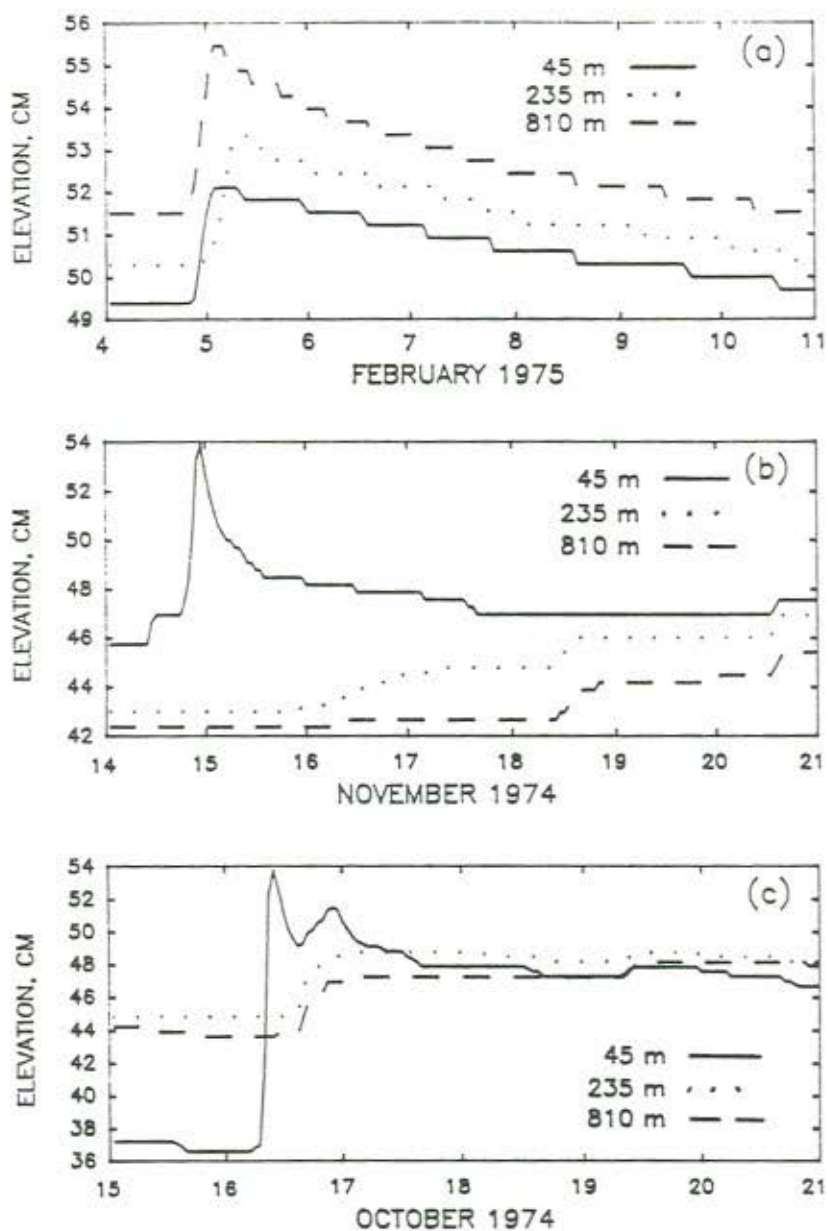 56
55
54
53
52
51
50
49
ELEVATION, CM
(a)
45 m
235 m
810 m
4 5 6 7 8 9 10 11
FEBRUARY 1975
54
52
50
48
46
44
42
ELEVATION, CM
(b)
45 m
235 m
810 m
14 15 16 17 18 19 20 21
NOVEMBER 1974
54
52
50
48
46
44
42
40
38
36
ELEVATION, CM
(c)
45 m
235 m
810 m
15 16 17 18 19 20 21
OCTOBER 1974